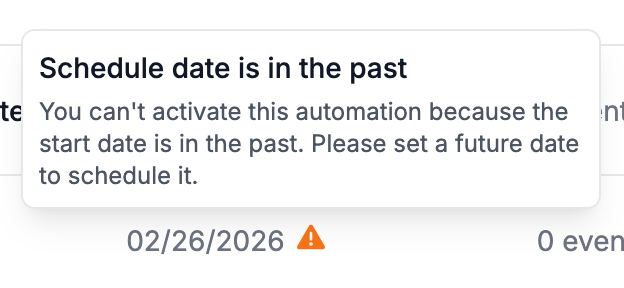 Schedule date is in the past
You can't activate this automation because the
start date is in the past. Please set a future date
to schedule it.
02/26/2026
0 even